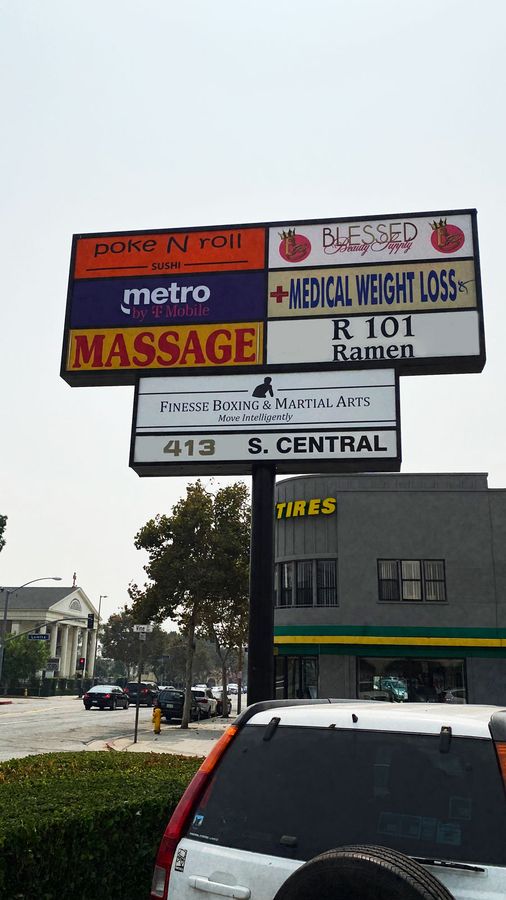 poke N roll
SUSHI
metro
by T Mobile
MASSAGE
BLESSED
Beauty Supply
+MEDICAL WEIGHT LOSS
R 101
Ramen
FINESSE BOXING & MARTIAL ARTS
Move Intelligently
413 S. CENTRAL
TIRES